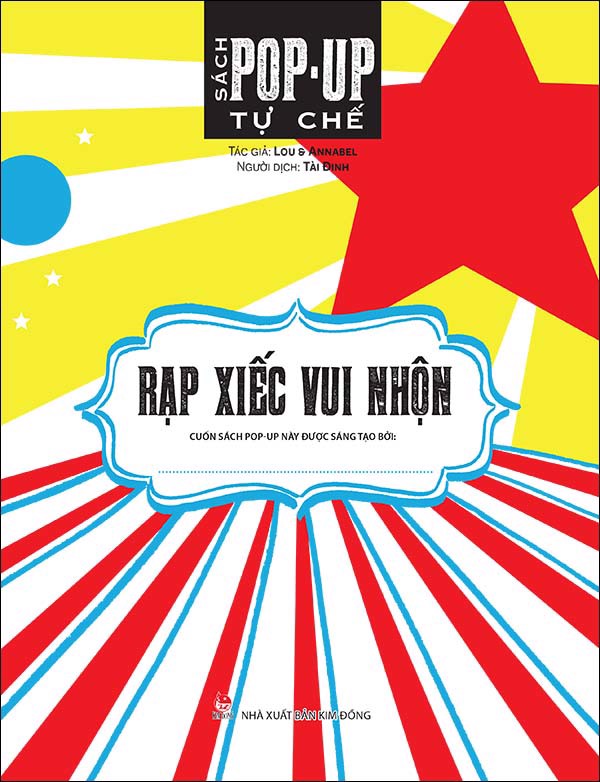 SÁCH
POP-UP
TỰ CHẾ
TÁC GIẢ: LOU & ANNABEL
NGƯỜI DỊCH: TÀI ĐINH
RẠP XIẾC VUI NHỘN
CUỐN SÁCH POP-UP NÀY ĐƯỢC SÁNG TẠO BỞI:
NHÀ XUẤT BẢN KIM ĐỒNG